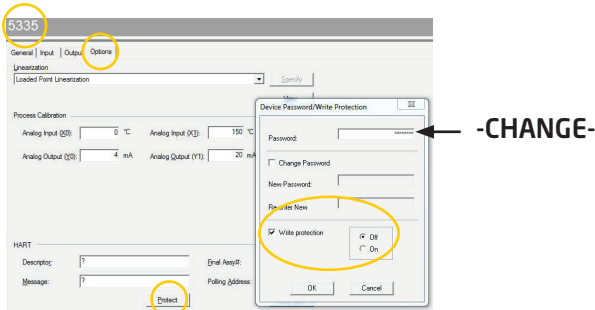 5335
General Input Output Options
Linearization
Loaded Point Linearization Specify
Process Calibration
Analog Input (X0): 0 °C Analog Input (X1): 150 °C
Analog Output (Y0): 4 mA Analog Output (Y1): 20 mA
HART
Descriptor: ? Final Assy#:
Message: ? Polling Address:
Protect
Device Password/Write Protection
Password: ********
-CHANGE-
Change Password
New Password:
Re-Enter New
Write protection
Off
On
OK Cancel